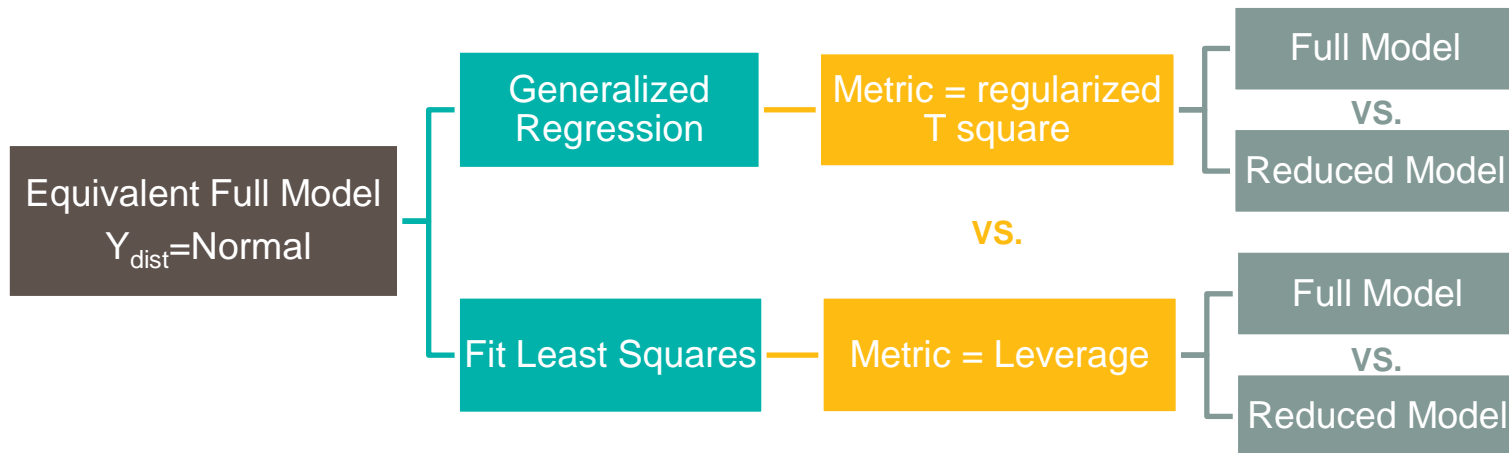 Equivalent Full Model
Ydist=Normal
Generalized
Regression
Metric = regularized
T square
Full Model
VS.
Reduced Model
VS.
Fit Least Squares
Metric = Leverage
Full Model
VS.
Reduced Model